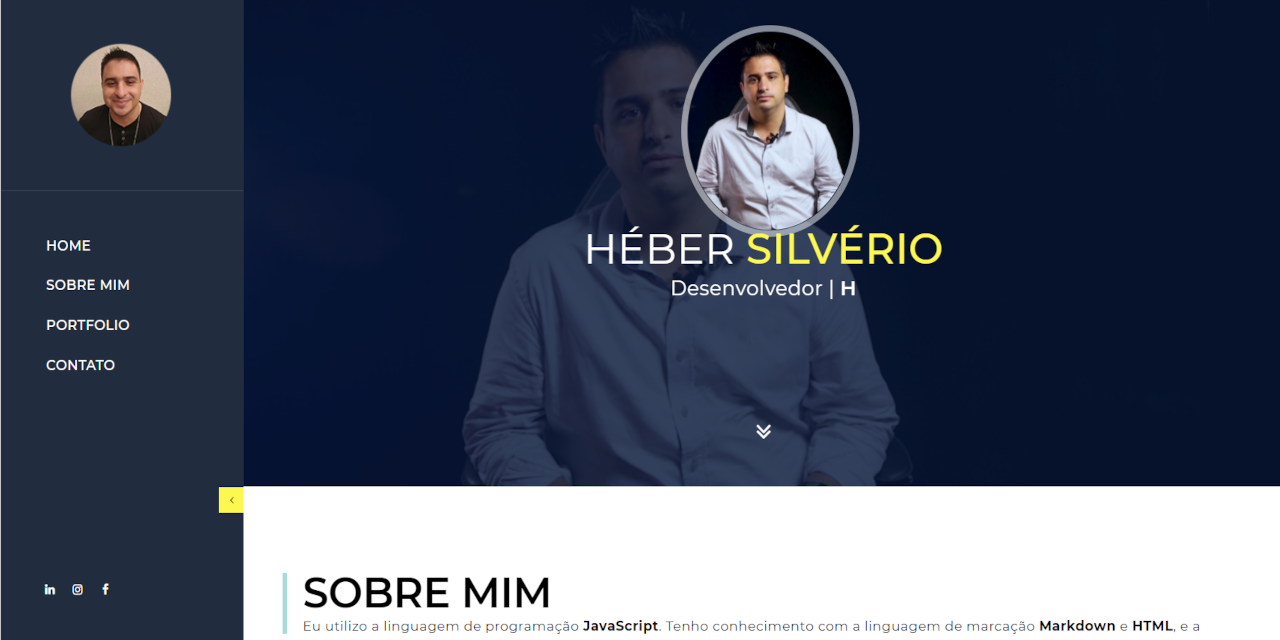 HOME
SOBRE MIM
PORTFOLIO
CONTATO
HÉBER SILVÉRIO
Desenvolvedor | H
SOBRE MIM
Eu utilizo a linguagem de programação JavaScript. Tenho conhecimento com a linguagem de marcação Markdown e HTML, e a